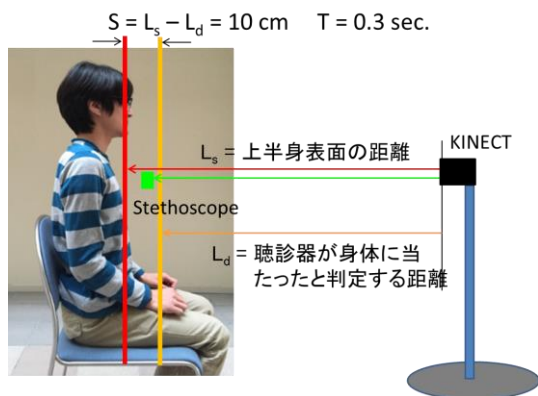 S = Ls – Ld = 10 cm T = 0.3 sec.
KINECT
Ls = 上半身表面の距離
Stethoscope
Ld = 聴診器が身体に当
たったと判定する距離